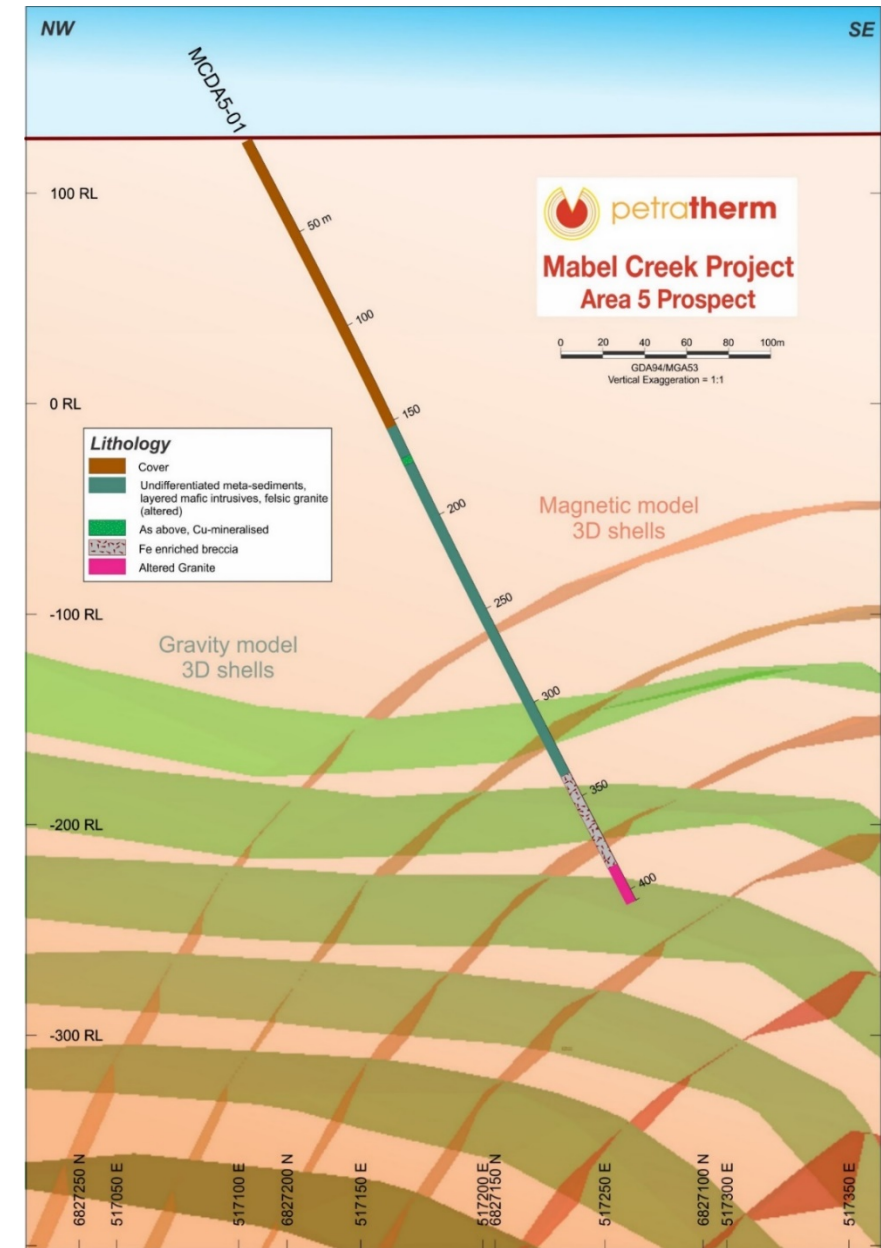 NW
SE
MCDA5-01
100 RL
50 m
petratherm
Mabel Creek Project
Area 5 Prospect
100
0 20 40 60 80 100m
GDA94/MGA53
Vertical Exaggeration = 1:1
0 RL
150
Lithology
Cover
Undifferentiated meta-sediments,
layered mafic intrusives, felsic granite
(altered)
As above, Cu-mineralised
Fe enriched breccia
Altered Granite
200
Magnetic model
3D shells
250
-100 RL
Gravity model
3D shells
300
350
-200 RL
400
-300 RL
6827250 N
517050 E
517100 E
6827200 N
517150 E
517200 E
6827150 N
517250 E
6827100 N
517300 E
517350 E